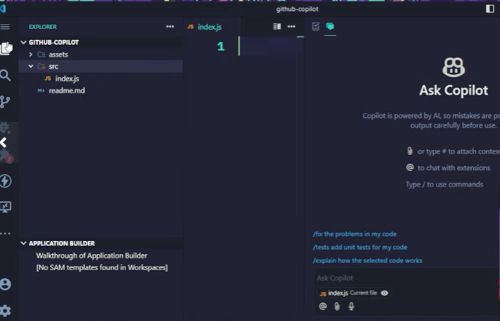 github-copilot
EXPLORER
index.js
GITHUB-COPILOT
assets
src
JS index.js
readme.md
1
Ask Copilot
Copilot is powered by AI, so mistakes are po
output carefully before use.
or type # to attach contex
@ to chat with extensions
Type / to use commands
APPLICATION BUILDER
Walkthrough of Application Builder
[No SAM templates found in Workspaces]
/fix the problems in my code
/tests add unit tests for my code
/explain how the selected code works
Ask Copilot
JS index.js Current file